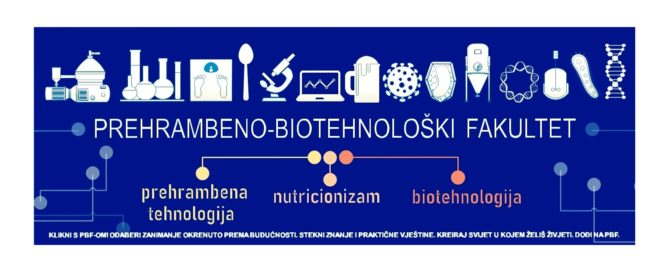 PREHRAMBENO-BIOTEHNOLOŠKI FAKULTET
prehrambena
tehnologija
nutricionizam
biotehnologija
KLIKNI S PBF-OM! ODABERI ZANIMANJE OKRENUTO PREMA BUDUĆNOSTI. STEKNI ZNANJE I PRAKTIČNE VJEŠTINE. KREIRAJ SVIJET U KOJEM ŽELIŠ ŽIVJETI. DOĐI NA PBF.